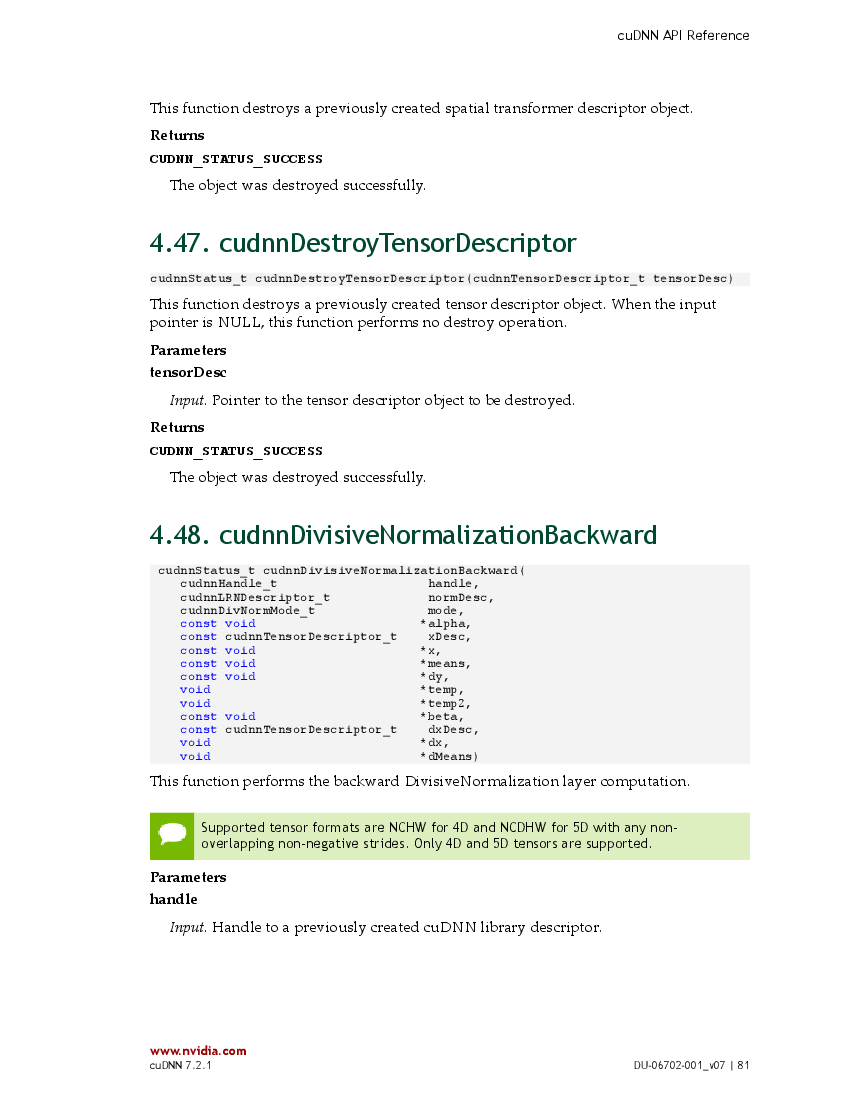 cuDNN API Reference
This function destroys a previously created spatial transformer descriptor object.
Returns
CUDNN_STATUS_SUCCESS
The object was destroyed successfully.
4.47. cudnnDestroyTensorDescriptor
cudnnStatus_t cudnnDestroyTensorDescriptor(cudnnTensorDescriptor_t tensorDesc)
This function destroys a previously created tensor descriptor object. When the input
pointer is NULL, this function performs no destroy operation.
Parameters
tensorDesc
Input. Pointer to the tensor descriptor object to be destroyed.
Returns
CUDNN_STATUS_SUCCESS
The object was destroyed successfully.
4.48. cudnnDivisiveNormalizationBackward
cudnnStatus_t cudnnDivisiveNormalizationBackward(
cudnnHandle_t handle,
cudnnLRNDescriptor_t normDesc,
cudnnDivNormMode_t mode,
const void *alpha,
const cudnnTensorDescriptor_t xDesc,
const void *x,
const void *means,
const void *dy,
void *temp,
void *temp2,
const void *beta,
const cudnnTensorDescriptor_t dxDesc,
void *dx,
void *dMeans)
This function performs the backward DivisiveNormalization layer computation.
Supported tensor formats are NCHW for 4D and NCDHW for 5D with any non-
overlapping non-negative strides. Only 4D and 5D tensors are supported.
Parameters
handle
Input. Handle to a previously created cuDNN library descriptor.
www.nvidia.com
cuDNN 7.2.1 DU-06702-001_v07 | 81